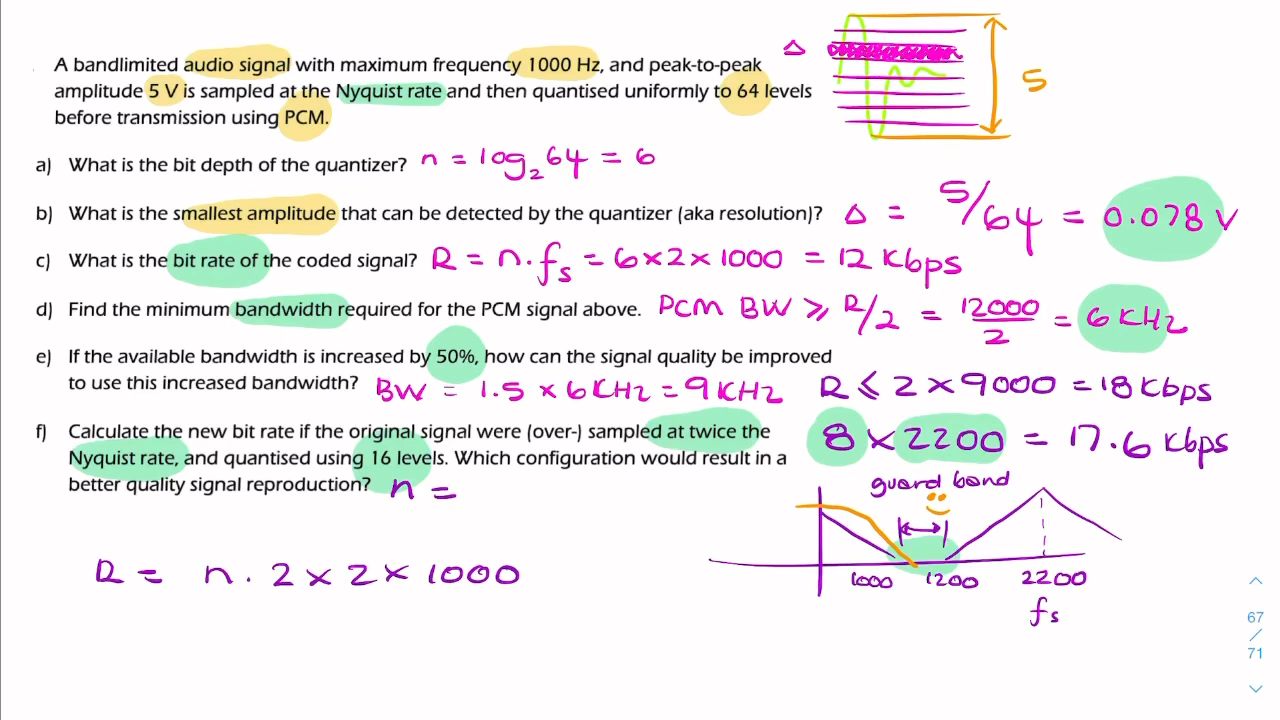 A bandlimited audio signal with maximum frequency 1000 Hz, and peak-to-peak
amplitude 5 V is sampled at the Nyquist rate and then quantised uniformly to 64 levels
before transmission using PCM.
Δ
5
a) What is the bit depth of the quantizer? n = log₂64 = 6
b) What is the smallest amplitude that can be detected by the quantizer (aka resolution)? Δ = 5/64 = 0.078 V
c) What is the bit rate of the coded signal? R = n.fs = 6×2×1000 = 12 Kbps
d) Find the minimum bandwidth required for the PCM signal above. PCM BW ⩾ R/2 = 12000/2 = 6 KHz
e) If the available bandwidth is increased by 50%, how can the signal quality be improved
to use this increased bandwidth? BW = 1.5 × 6KHz = 9KHz R ⩽ 2 × 9000 = 18 Kbps
f) Calculate the new bit rate if the original signal were (over-) sampled at twice the
Nyquist rate, and quantised using 16 levels. Which configuration would result in a
better quality signal reproduction? n =
8 × 2200 = 17.6 Kbps
guard band
R = n . 2 × 2 × 1000
1000 1200 2200
fs
67
/
71